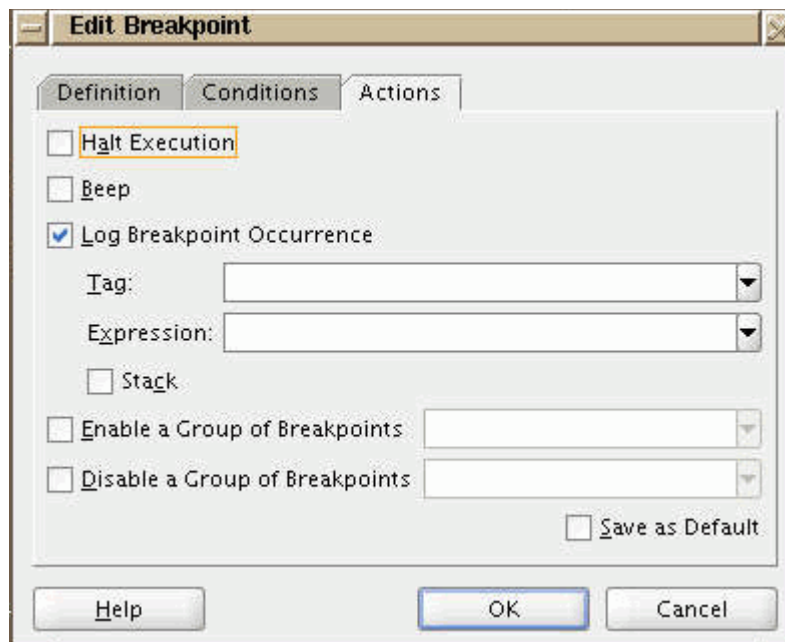 Edit Breakpoint
Definition Conditions Actions
Halt Execution
Beep
Log Breakpoint Occurrence
Tag:
Expression:
Stack
Enable a Group of Breakpoints
Disable a Group of Breakpoints
Save as Default
Help OK Cancel